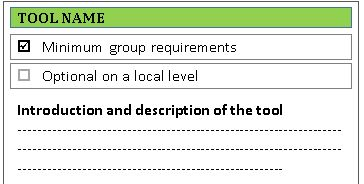 TOOL NAME
Minimum group requirements
Optional on a local level
Introduction and description of the tool